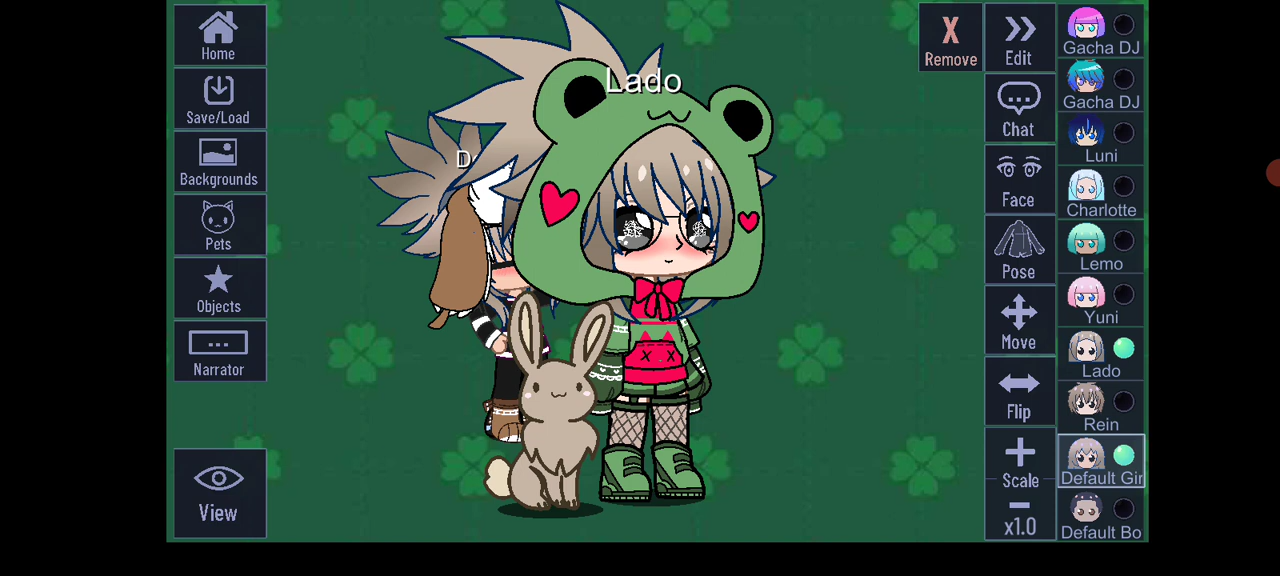 Home
Save/Load
Backgrounds
Pets
Objects
Narrator
View
Lado
D
X
Remove
Edit
Chat
Face
Pose
Move
Flip
Scale
x1.0
Gacha DJ
Gacha DJ
Luni
Charlotte
Lemo
Yuni
Lado
Rein
Default Gir
Default Bo